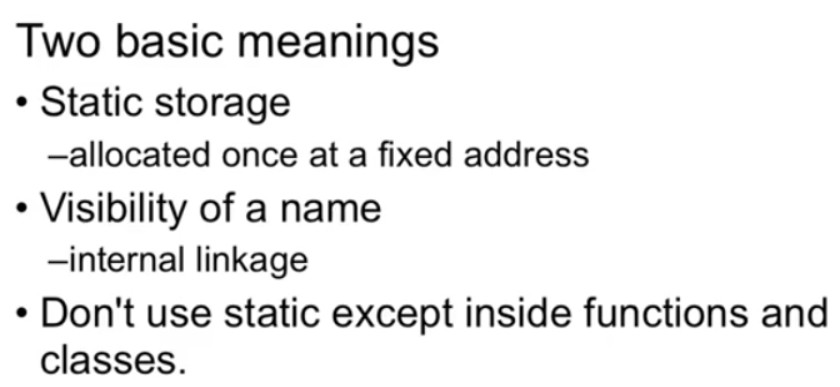 Two basic meanings
• Static storage
–allocated once at a fixed address
• Visibility of a name
–internal linkage
• Don't use static except inside functions and
classes.